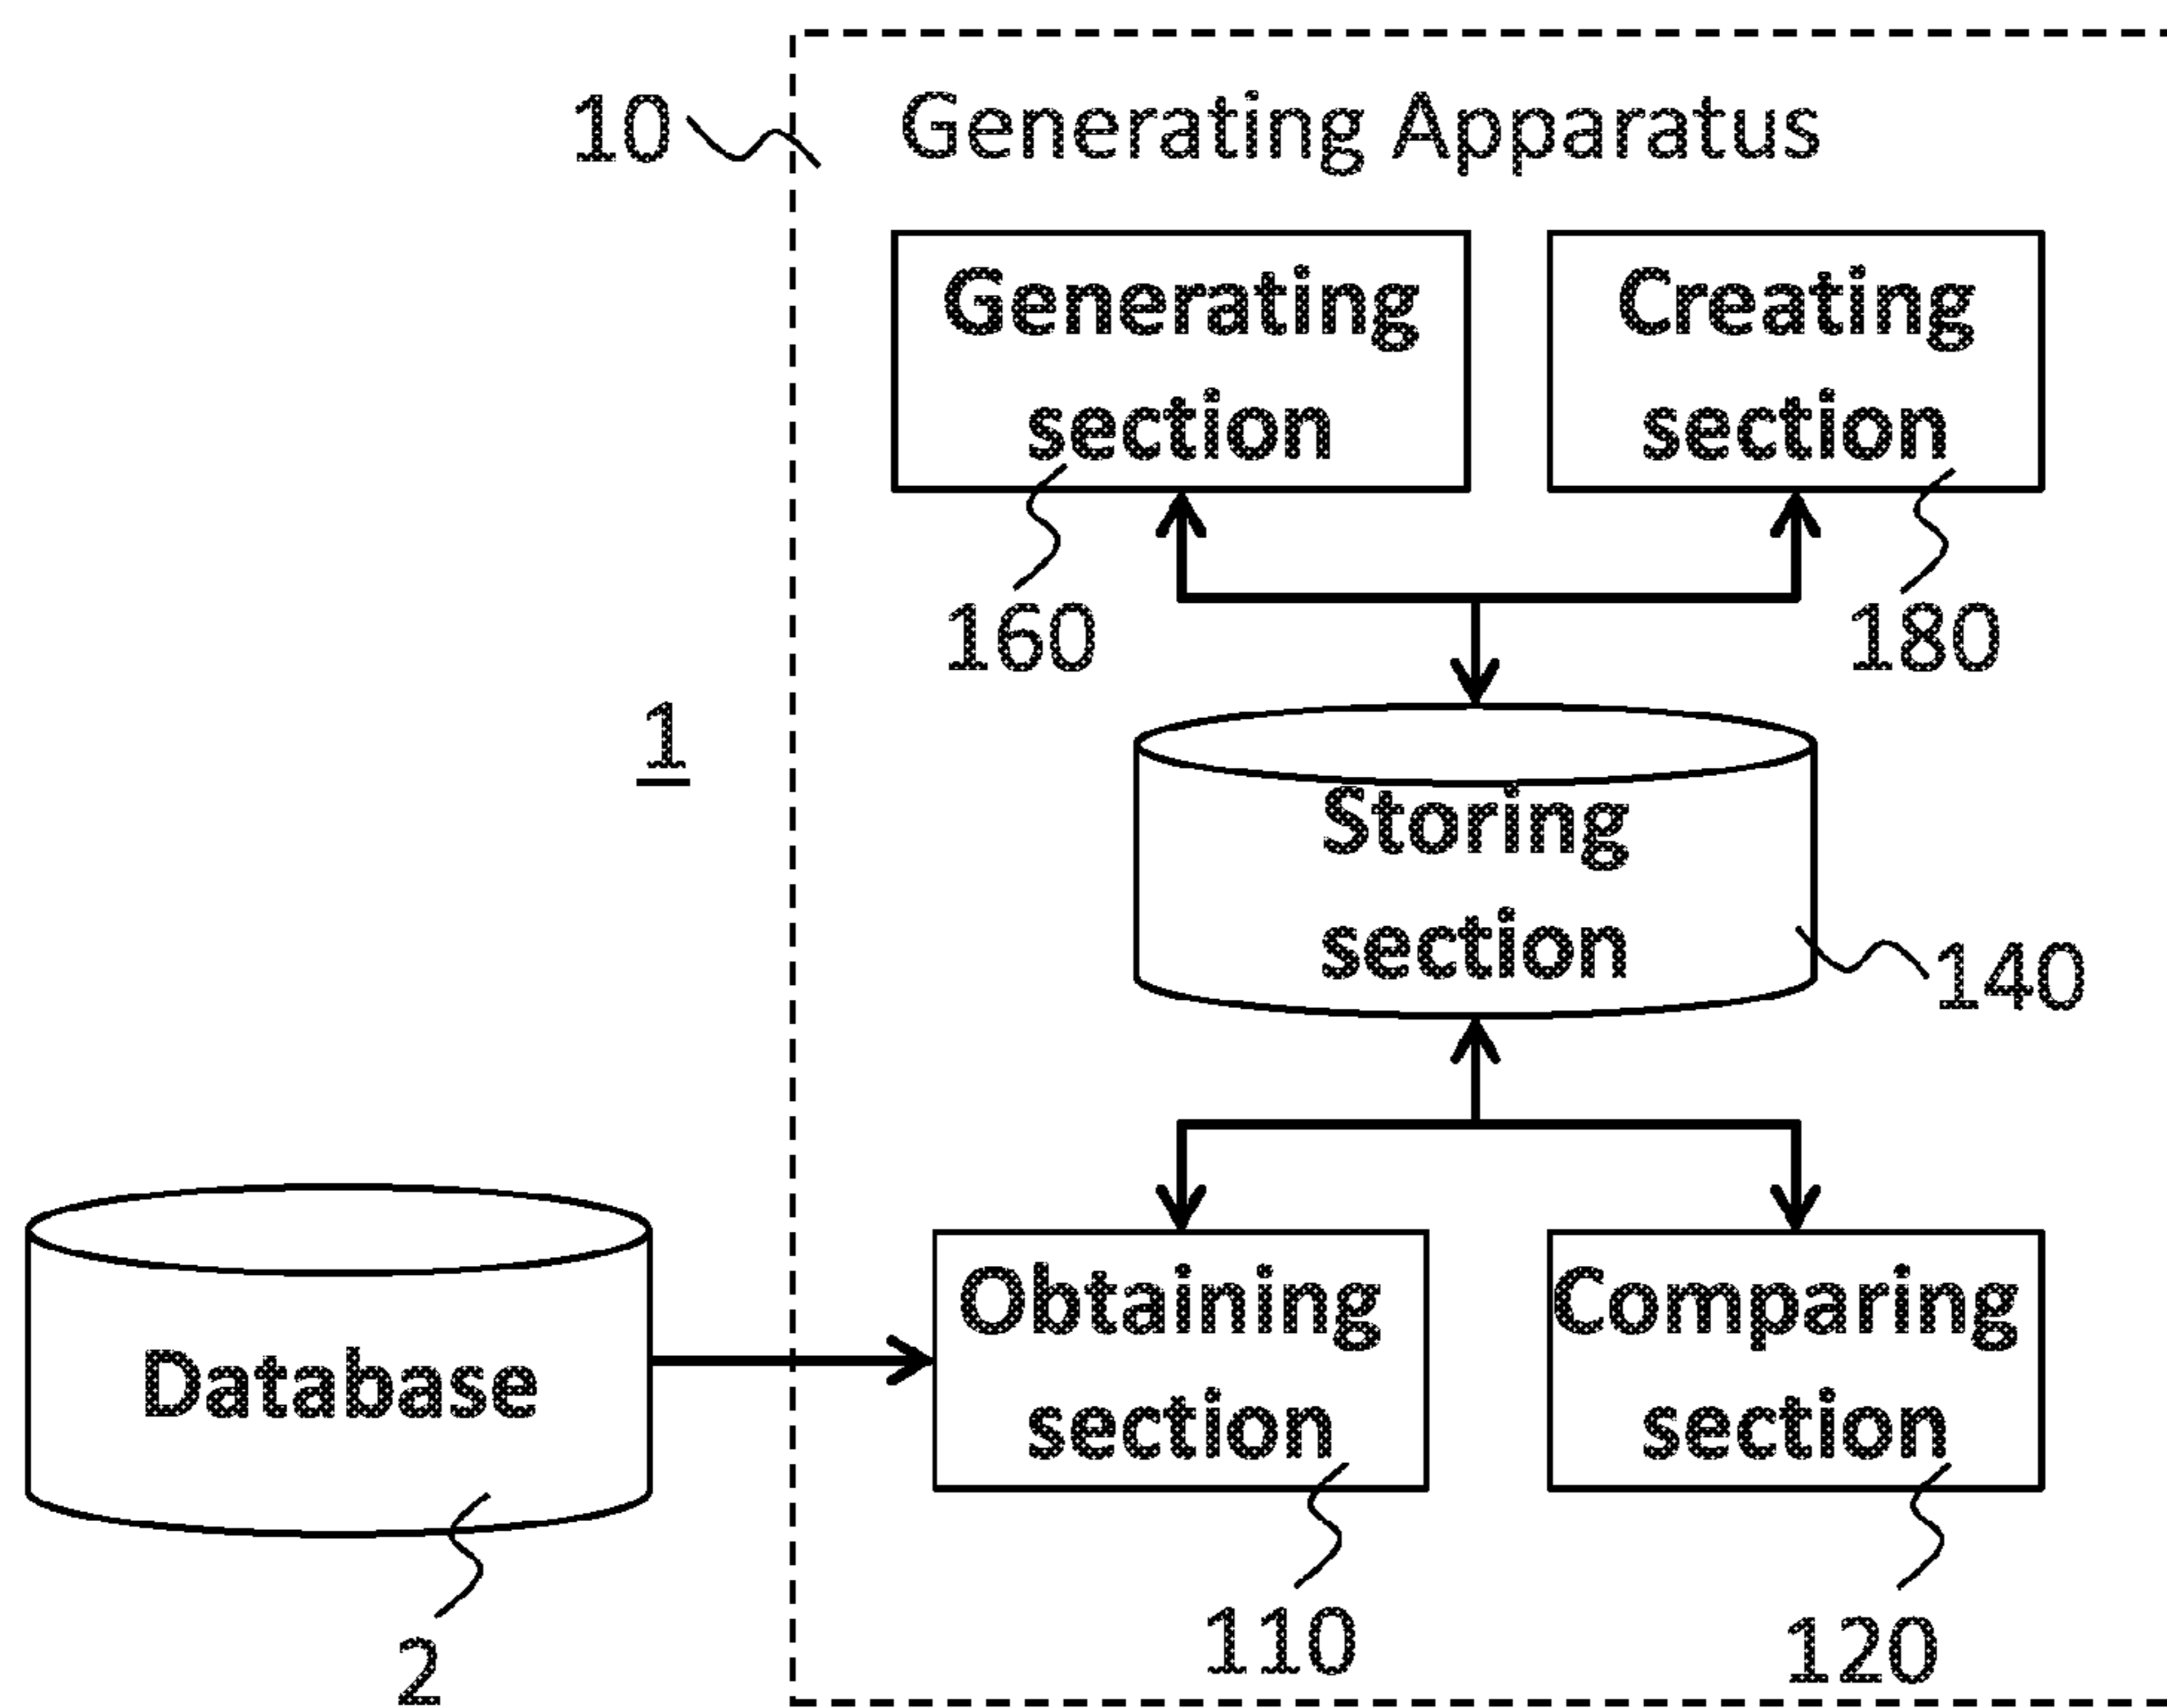 10
Generating Apparatus
Generating
section
Creating
section
160
180
1
Storing
section
140
Database
Obtaining
section
Comparing
section
2
110
120